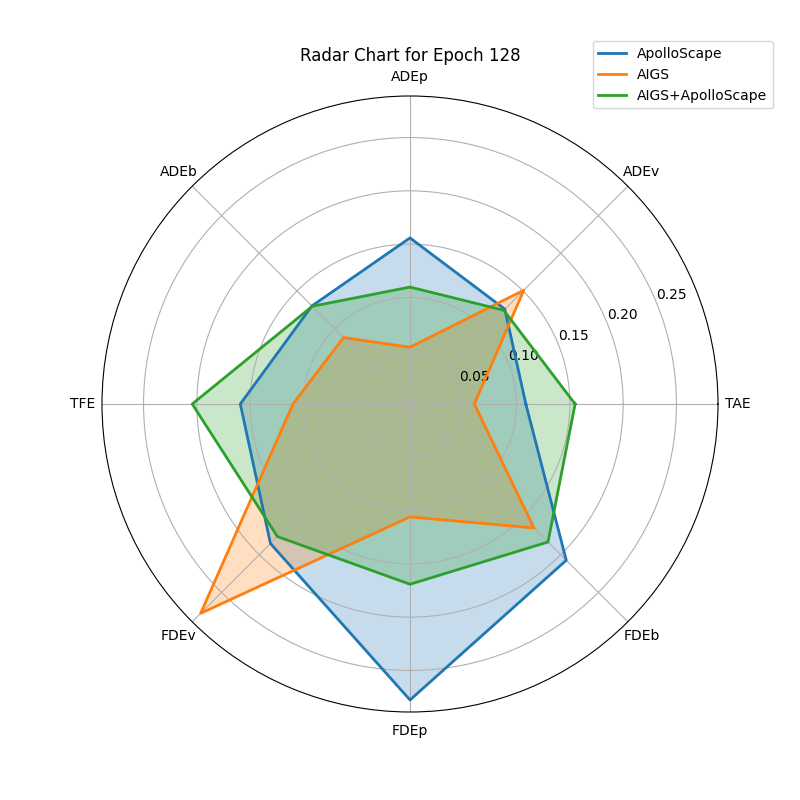 Radar Chart for Epoch 128
ApolloScape
AIGS
AIGS+ApolloScape
ADEp
ADEb
ADEv
0.25
0.20
0.15
0.10
0.05
TFE
TAE
FDEv
FDEb
FDEp